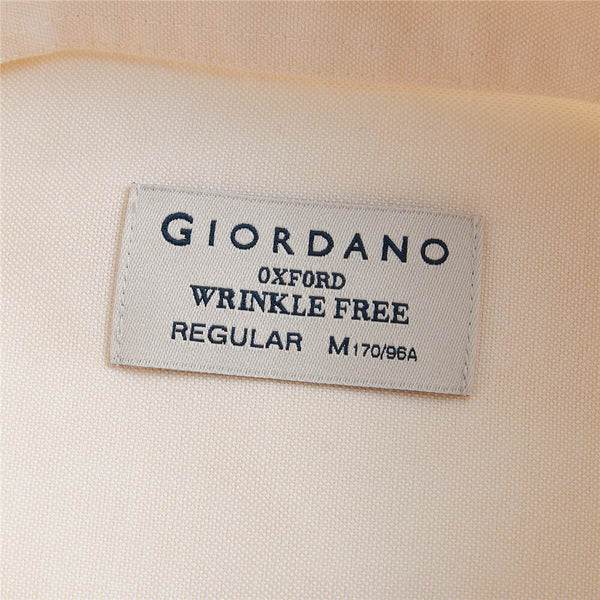 GIORDANO
OXFORD
WRINKLE FREE
REGULAR M170/96A